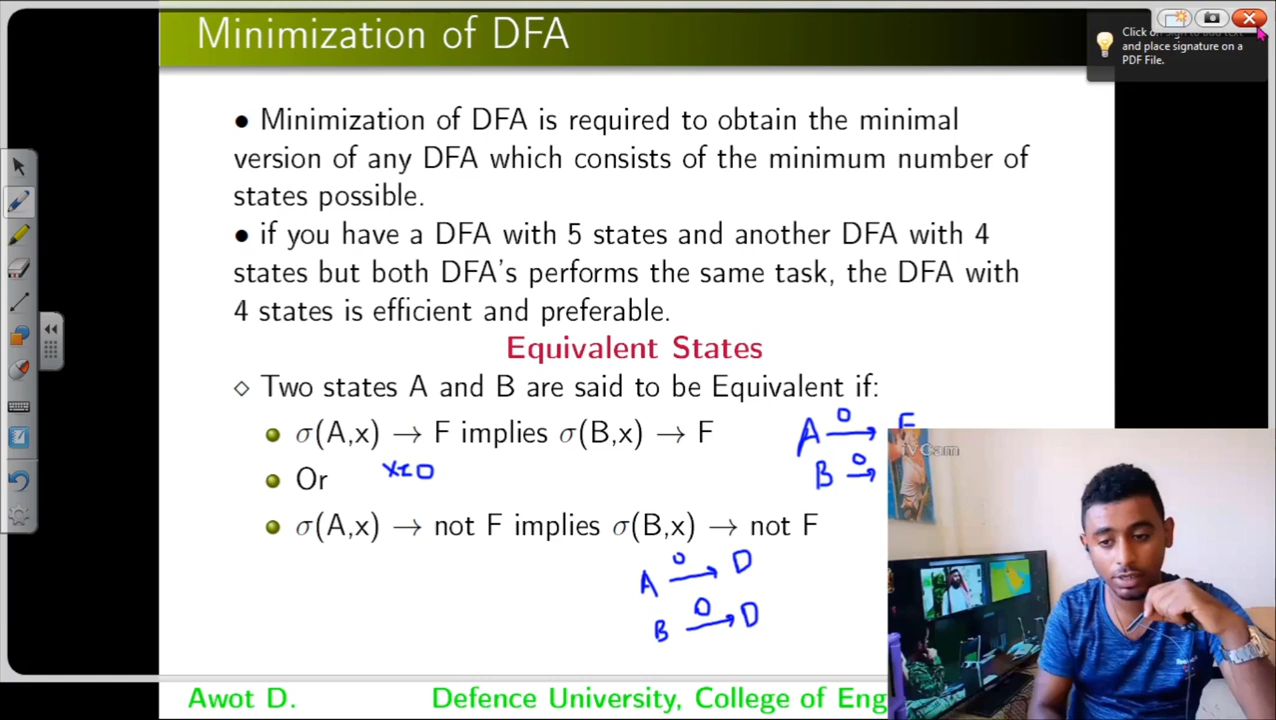 Minimization of DFA
Click on sign to add text
and place signature on a
PDF File.
• Minimization of DFA is required to obtain the minimal
version of any DFA which consists of the minimum number of
states possible.
• if you have a DFA with 5 states and another DFA with 4
states but both DFA's performs the same task, the DFA with
4 states is efficient and preferable.
Equivalent States
◇ Two states A and B are said to be Equivalent if:
σ(A,x) → F implies σ(B,x) → F
A 0 → F
x=0
B 0 →
Or
σ(A,x) → not F implies σ(B,x) → not F
A 0 → D
B 0 → D
Awot D.
Defence University, College of Eng